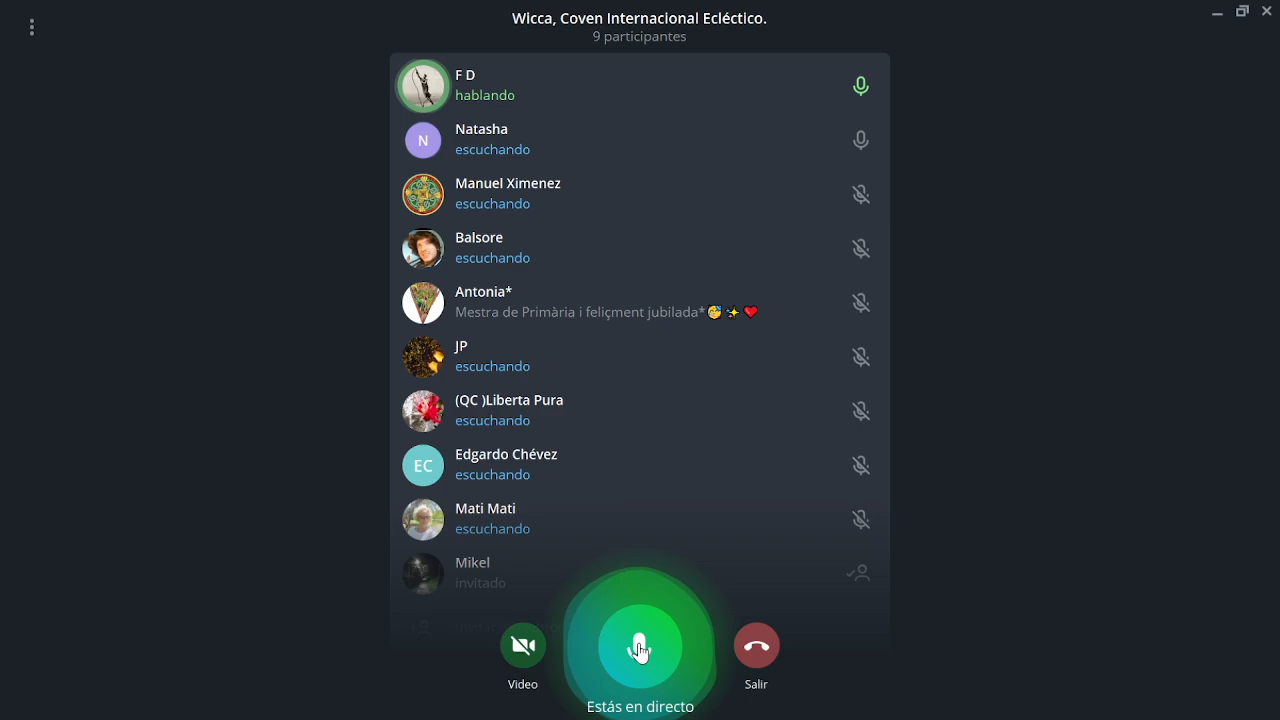 Wicca, Coven Internacional Ecléctico.
9 participantes
F D
hablando
N
Natasha
escuchando
Manuel Ximenez
escuchando
Balsore
escuchando
Antonia*
Mestra de Primària i feliçment jubilada*🥳✨❤️
JP
escuchando
(QC )Liberta Pura
escuchando
EC
Edgardo Chévez
escuchando
Mati Mati
escuchando
Mikel
invitado
Video
Salir
Estás en directo